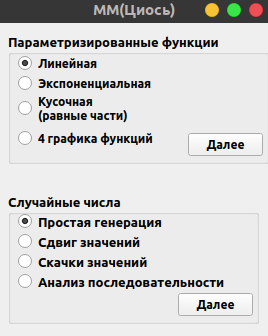 ММ(Циось)
Параметризированные функции
Линейная
Экспоненциальная
Кусочная
(равные части)
4 графика функций
Далее
Случайные числа
Простая генерация
Сдвиг значений
Скачки значений
Анализ последовательности
Далее